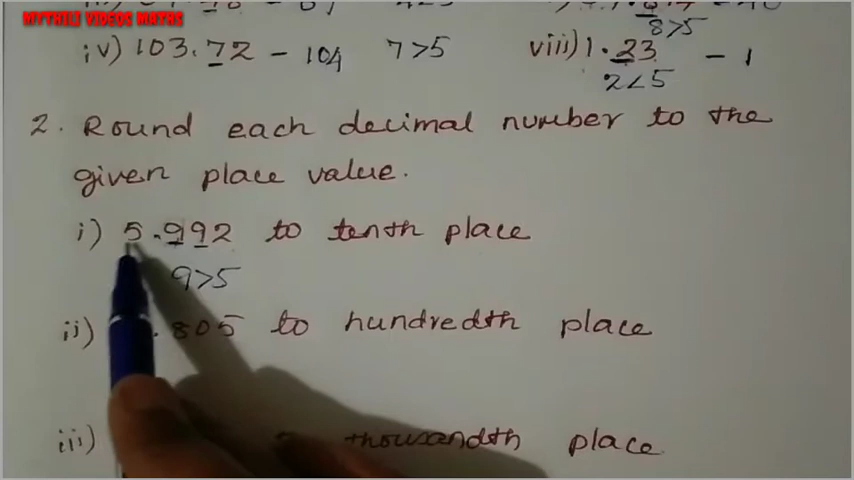 MYTHILI VIDEOS MATHS
8>5
iv) 103.72 - 104 7>5 viii) 1.23 - 1
2<5
2. Round each decimal number to the
given place value.
i) 5.992 to tenth place
9>5
ii) .805 to hundredth place
iii) thousandth place